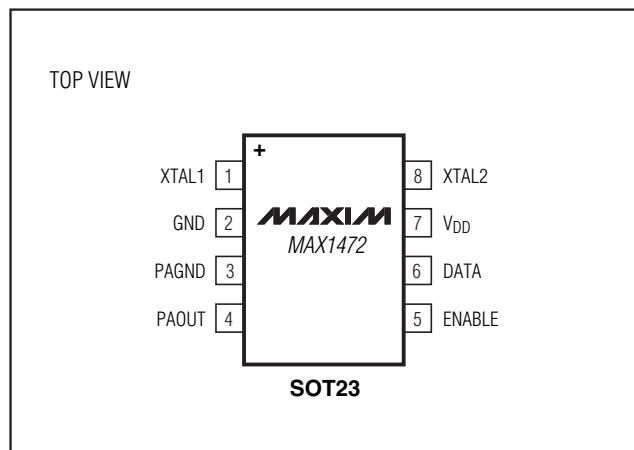 TOP VIEW
+
XTAL1 1
8 XTAL2
GND 2
MAXIM
7 VDD
MAX1472
PAGND 3
6 DATA
PAOUT 4
5 ENABLE
SOT23